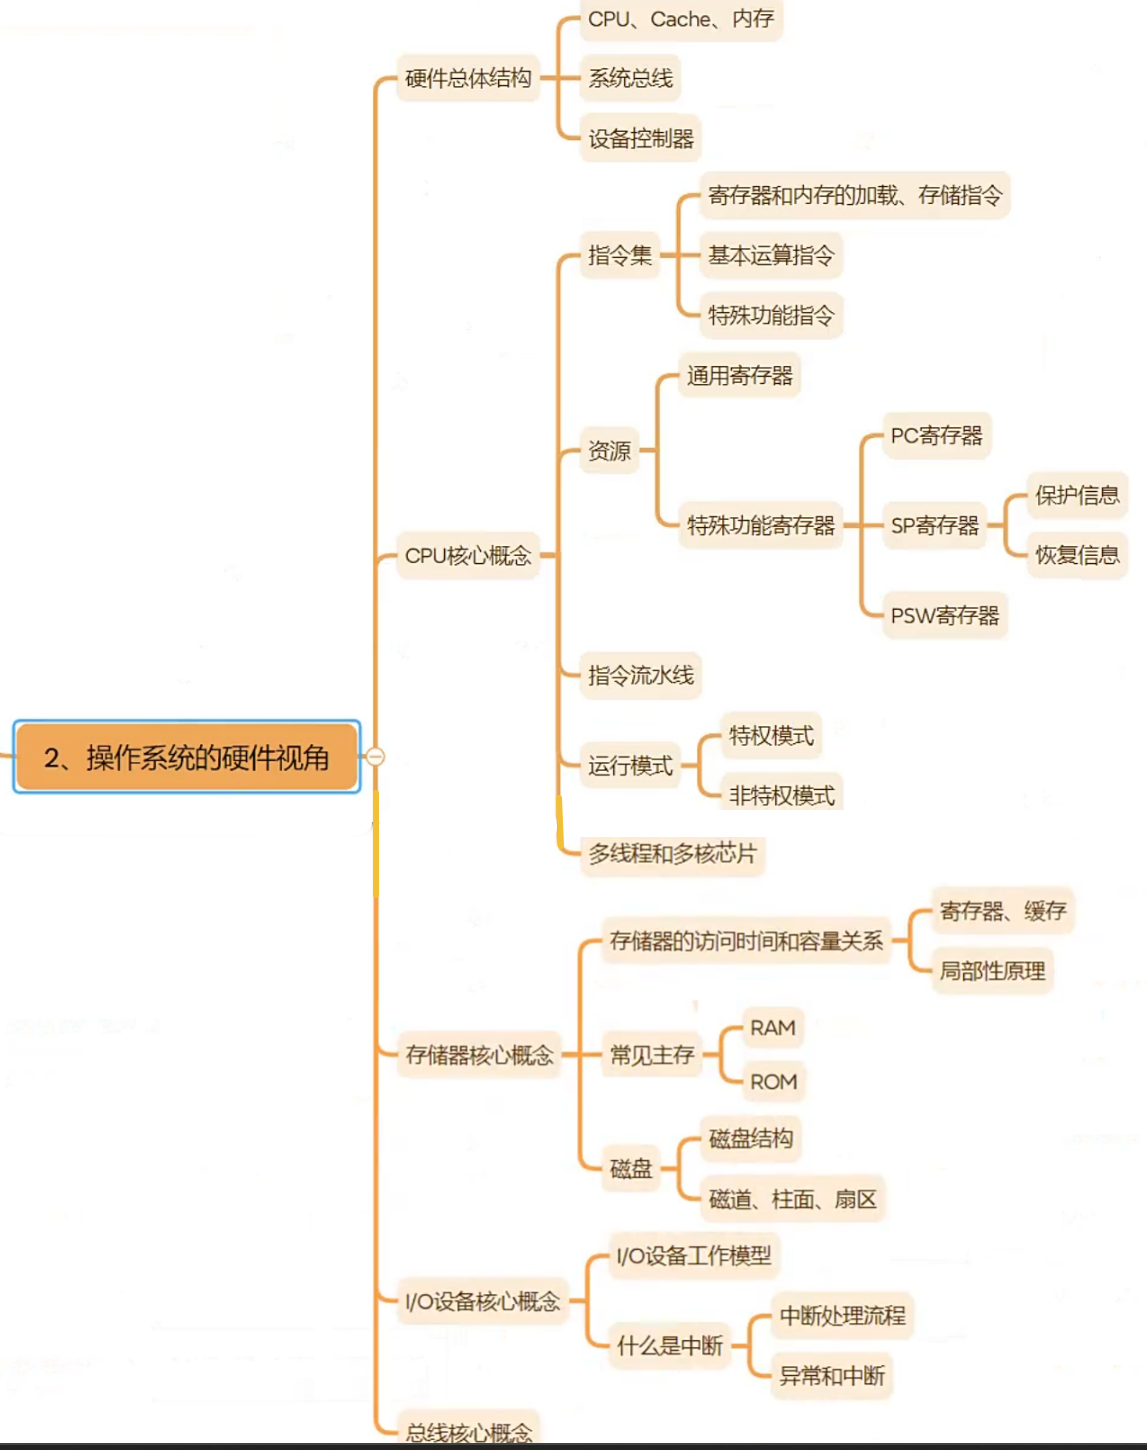 2、操作系统的硬件视角
硬件总体结构
CPU、Cache、内存
系统总线
设备控制器
CPU核心概念
指令集
寄存器和内存的加载、存储指令
基本运算指令
特殊功能指令
资源
通用寄存器
特殊功能寄存器
PC寄存器
SP寄存器
保护信息
恢复信息
PSW寄存器
指令流水线
运行模式
特权模式
非特权模式
多线程和多核芯片
存储器核心概念
存储器的访问时间和容量关系
寄存器、缓存
局部性原理
常见主存
RAM
ROM
磁盘
磁盘结构
磁道、柱面、扇区
I/O设备核心概念
I/O设备工作模型
什么是中断
中断处理流程
异常和中断
总线核心概念